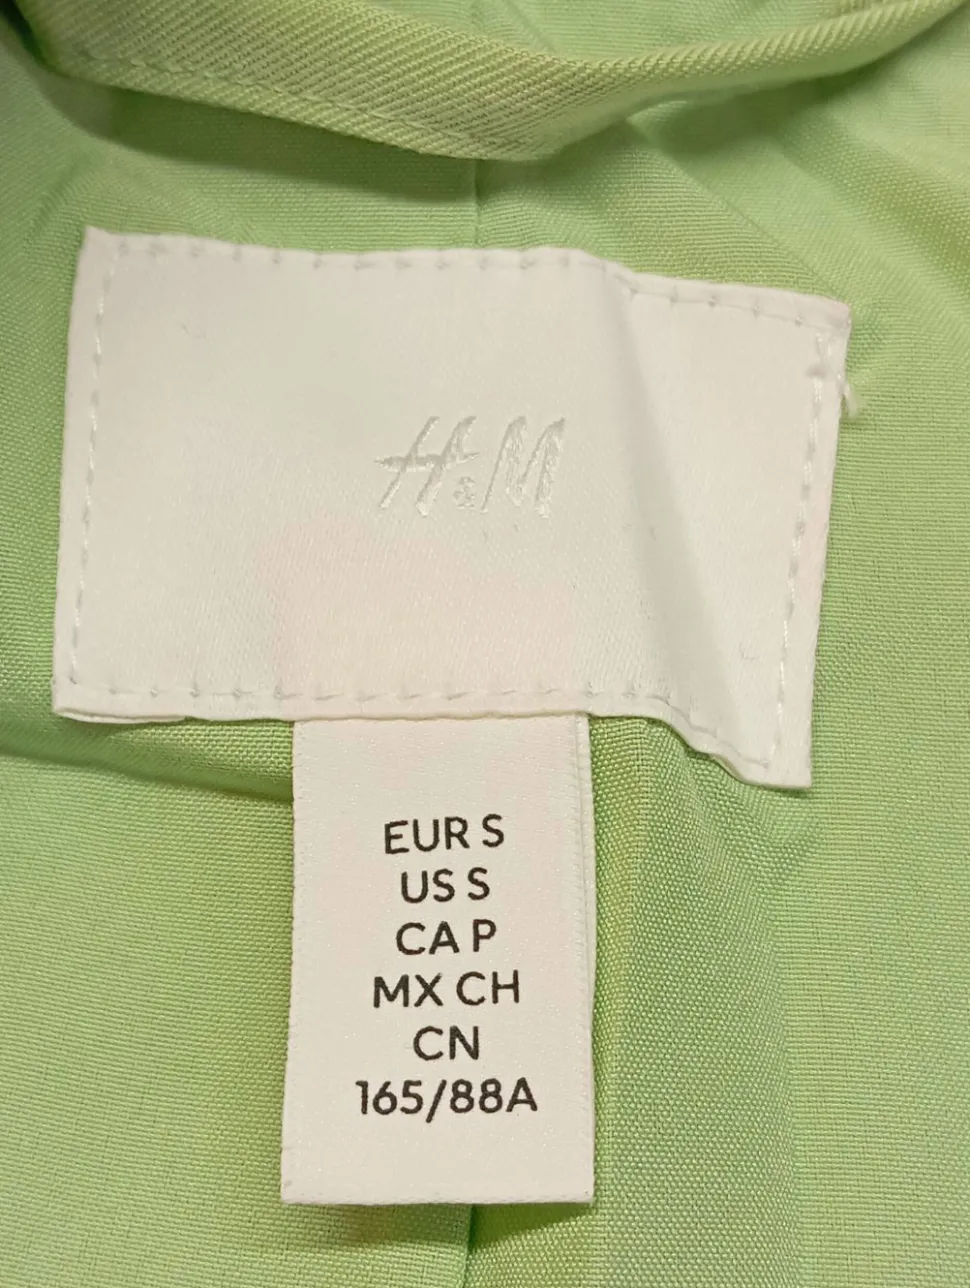 H&M
EUR S
US S
CA P
MX CH
CN
165/88A